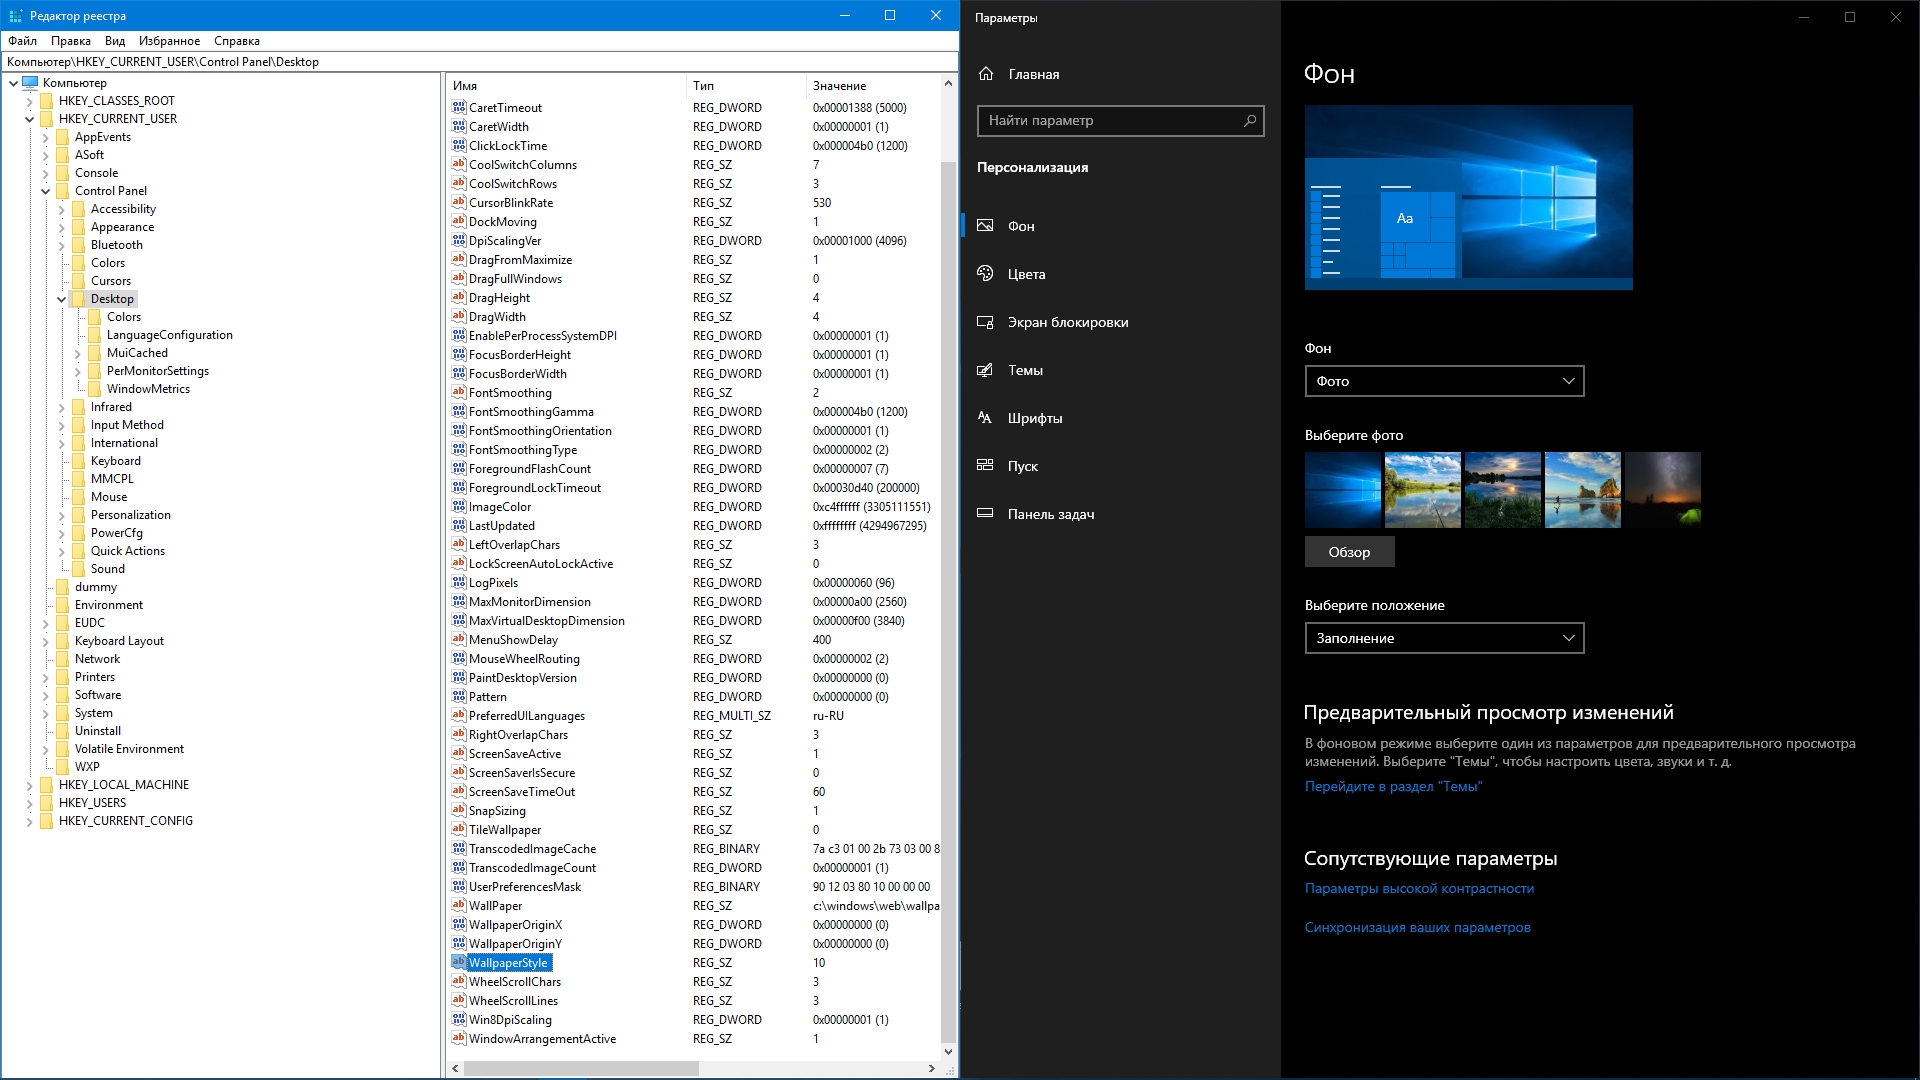 Редактор реестра
Файл Правка Вид Избранное Справка
Компьютер\HKEY_CURRENT_USER\Control Panel\Desktop
Компьютер
HKEY_CLASSES_ROOT
HKEY_CURRENT_USER
AppEvents
ASoft
Console
Control Panel
Accessibility
Appearance
Bluetooth
Colors
Cursors
Desktop
Colors
LanguageConfiguration
MuiCached
PerMonitorSettings
WindowMetrics
Infrared
Input Method
International
Keyboard
MMCPL
Mouse
Personalization
PowerCfg
Quick Actions
Sound
dummy
Environment
EUDC
Keyboard Layout
Network
Printers
Software
System
Uninstall
Volatile Environment
WXP
HKEY_LOCAL_MACHINE
HKEY_USERS
HKEY_CURRENT_CONFIG
Имя Тип Значение
CaretTimeout REG_DWORD 0x00001388 (5000)
CaretWidth REG_DWORD 0x00000001 (1)
ClickLockTime REG_DWORD 0x000004b0 (1200)
CoolSwitchColumns REG_SZ 7
CoolSwitchRows REG_SZ 3
CursorBlinkRate REG_SZ 530
DockMoving REG_SZ 1
DpiScalingVer REG_DWORD 0x00001000 (4096)
DragFromMaximize REG_SZ 1
DragFullWindows REG_SZ 0
DragHeight REG_SZ 4
DragWidth REG_SZ 4
EnablePerProcessSystemDPI REG_DWORD 0x00000001 (1)
FocusBorderHeight REG_DWORD 0x00000001 (1)
FocusBorderWidth REG_DWORD 0x00000001 (1)
FontSmoothing REG_SZ 2
FontSmoothingGamma REG_DWORD 0x000004b0 (1200)
FontSmoothingOrientation REG_DWORD 0x00000001 (1)
FontSmoothingType REG_DWORD 0x00000002 (2)
ForegroundFlashCount REG_DWORD 0x00000007 (7)
ForegroundLockTimeout REG_DWORD 0x00030d40 (200000)
ImageColor REG_DWORD 0xc4ffffff (3305111551)
LastUpdated REG_DWORD 0xffffffff (4294967295)
LeftOverlapChars REG_SZ 3
LockScreenAutoLockActive REG_SZ 0
LogPixels REG_DWORD 0x00000060 (96)
MaxMonitorDimension REG_DWORD 0x00000a00 (2560)
MaxVirtualDesktopDimension REG_DWORD 0x00000f00 (3840)
MenuShowDelay REG_SZ 400
MouseWheelRouting REG_DWORD 0x00000002 (2)
PaintDesktopVersion REG_DWORD 0x00000000 (0)
Pattern REG_DWORD 0x00000000 (0)
PreferredUILanguages REG_MULTI_SZ ru-RU
RightOverlapChars REG_SZ 3
ScreenSaveActive REG_SZ 1
ScreenSaverIsSecure REG_SZ 0
ScreenSaveTimeOut REG_SZ 60
SnapSizing REG_SZ 1
TileWallpaper REG_SZ 0
TranscodedImageCache REG_BINARY 7a c3 01 00 2b 73 03 00 8
TranscodedImageCount REG_DWORD 0x00000001 (1)
UserPreferencesMask REG_BINARY 90 12 03 80 10 00 00 00
WallPaper REG_SZ c:\windows\web\wallpa
WallpaperOriginX REG_DWORD 0x00000000 (0)
WallpaperOriginY REG_DWORD 0x00000000 (0)
WallpaperStyle REG_SZ 10
WheelScrollChars REG_SZ 3
WheelScrollLines REG_SZ 3
Win8DpiScaling REG_DWORD 0x00000001 (1)
WindowArrangementActive REG_SZ 1
Параметры
Главная
Найти параметр
Персонализация
Фон
Цвета
Экран блокировки
Темы
Шрифты
Пуск
Панель задач
Фон
Aa
Фон
Фото
Выберите фото
Обзор
Выберите положение
Заполнение
Предварительный просмотр изменений
В фоновом режиме выберите один из параметров для предварительного просмотра
изменений. Выберите "Темы", чтобы настроить цвета, звуки и т. д.
Перейдите в раздел "Темы"
Сопутствующие параметры
Параметры высокой контрастности
Синхронизация ваших параметров